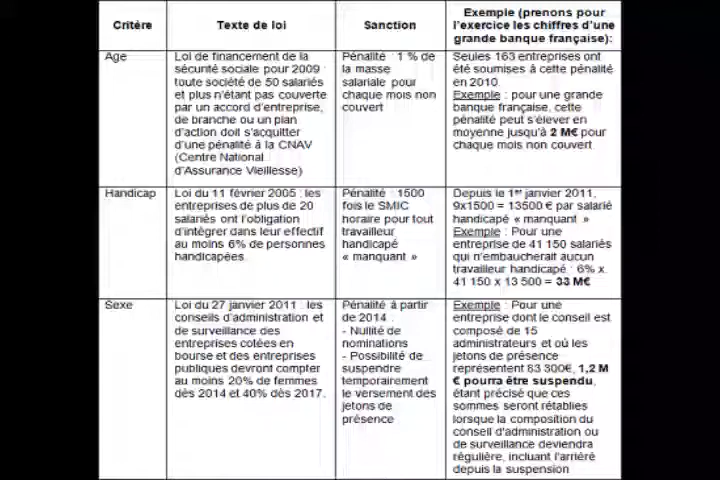 Critère
Texte de loi
Sanction
Exemple (prenons pour
l'exercice les chiffres d'une
grande banque française):
Age
Loi de financement de la
sécurité sociale pour 2009 :
toute société de 50 salariés
et plus n'étant pas couverte
par un accord d'entreprise,
de branche ou un plan
d'action doit s'acquitter
d'une pénalité à la CNAV
(Centre National
d'Assurance Vieillesse)
Pénalité : 1 % de
la masse
salariale pour
chaque mois non
couvert
Seules 163 entreprises ont
été soumises à cette pénalité
en 2010.
Exemple : pour une grande
banque française, cette
pénalité peut s'élever en
moyenne jusqu'à 2 M€ pour
chaque mois non couvert
Handicap
Loi du 11 février 2005 : les
entreprises de plus de 20
salariés ont l'obligation
d'intégrer dans leur effectif
au moins 6% de personnes
handicapées.
Pénalité : 1500
fois le SMIC
horaire pour tout
travailleur
handicapé
« manquant »
Depuis le 1er janvier 2011,
9x1500 = 13500 € par salarié
handicapé « manquant »
Exemple : Pour une
entreprise de 41 150 salariés
qui n'embaucherait aucun
travailleur handicapé : 6% x
41 150 x 13 500 = 33 M€
Sexe
Loi du 27 janvier 2011 : les
conseils d'administration et
de surveillance des
entreprises cotées en
bourse et des entreprises
publiques devront compter
au moins 20% de femmes
dès 2014 et 40% dès 2017.
Pénalité à partir
de 2014 :
- Nullité de
nominations
- Possibilité de
suspendre
temporairement
le versement des
jetons de
présence
Exemple : Pour une
entreprise dont le conseil est
composé de 15
administrateurs et où les
jetons de présence
représentent 83 300€, 1,2 M
€ pourra être suspendu,
étant précisé que ces
sommes seront rétablies
lorsque la composition du
conseil d'administration ou
de surveillance deviendra
régulière, incluant l'arriéré
depuis la suspension